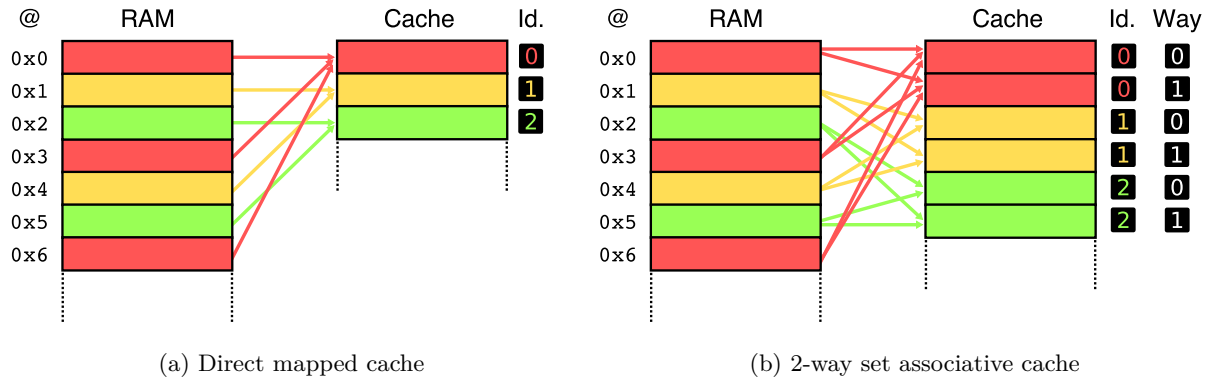 @ RAM Cache Id.
0x0 0
0x1 1
0x2 2
0x3
0x4
0x5
0x6
(a) Direct mapped cache
@ RAM Cache Id. Way
0x0 0 0
0x1 0 1
0x2 1 0
0x3 1 1
0x4 2 0
0x5 2 1
0x6
(b) 2-way set associative cache